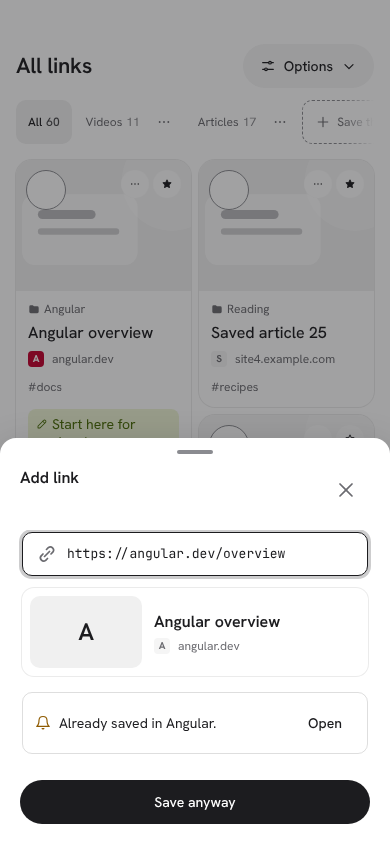 All links
Options
All 60
Videos 11
Articles 17
Save
Angular
Angular overview
A angular.dev
#docs
Start here for
Reading
Saved article 25
S site4.example.com
#recipes
Add link
https://angular.dev/overview
A
Angular overview
A angular.dev
Already saved in Angular.
Open
Save anyway